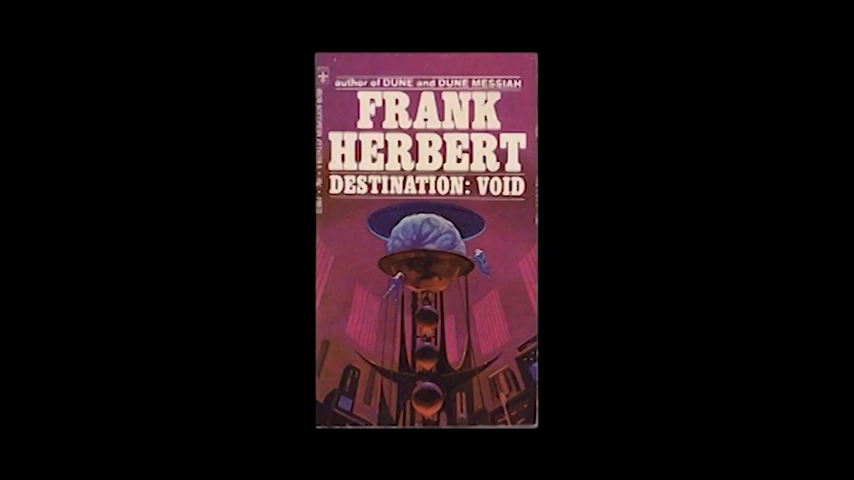 author of DUNE and DUNE MESSIAH
FRANK
HERBERT
DESTINATION: VOID